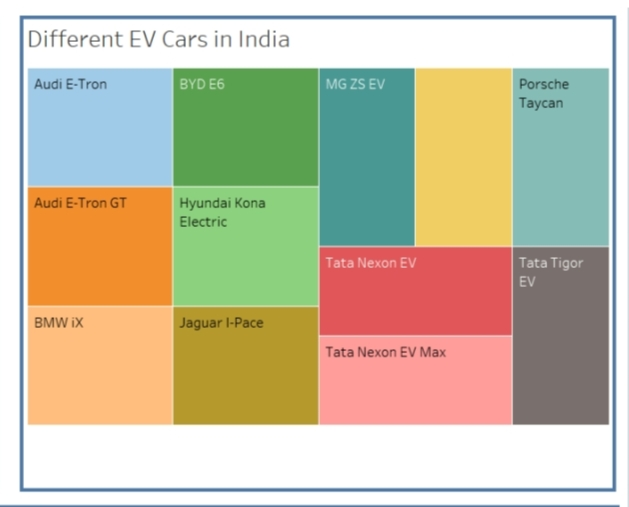 Different EV Cars in India
Audi E-Tron
BYD E6
MG ZS EV
Porsche
Taycan
Audi E-Tron GT
Hyundai Kona
Electric
Tata Nexon EV
Tata Tigor
EV
BMW iX
Jaguar I-Pace
Tata Nexon EV Max